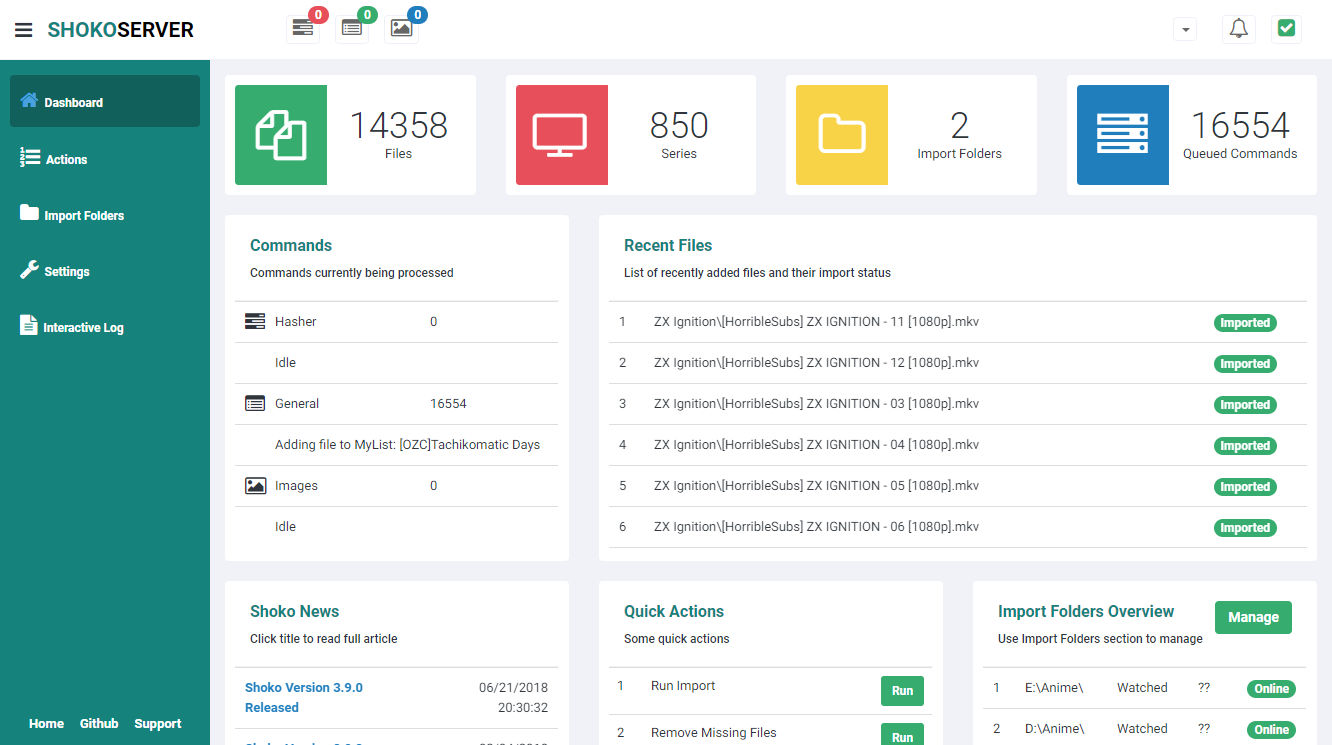 SHOKOSERVER
0
0
0
Dashboard
Actions
Import Folders
Settings
Interactive Log
Home Github Support
14358
Files
850
Series
2
Import Folders
16554
Queued Commands
Commands
Commands currently being processed
Hasher 0
Idle
General 16554
Adding file to MyList: [OZC]Tachikomatic Days
Images 0
Idle
Recent Files
List of recently added files and their import status
1 ZX Ignition\[HorribleSubs] ZX IGNITION - 11 [1080p].mkv Imported
2 ZX Ignition\[HorribleSubs] ZX IGNITION - 12 [1080p].mkv Imported
3 ZX Ignition\[HorribleSubs] ZX IGNITION - 03 [1080p].mkv Imported
4 ZX Ignition\[HorribleSubs] ZX IGNITION - 04 [1080p].mkv Imported
5 ZX Ignition\[HorribleSubs] ZX IGNITION - 05 [1080p].mkv Imported
6 ZX Ignition\[HorribleSubs] ZX IGNITION - 06 [1080p].mkv Imported
Shoko News
Click title to read full article
Shoko Version 3.9.0 06/21/2018
Released 20:30:32
Quick Actions
Some quick actions
1 Run Import Run
2 Remove Missing Files Run
Import Folders Overview
Manage
Use Import Folders section to manage
1 E:\Anime\ Watched ?? Online
2 D:\Anime\ Watched ?? Online